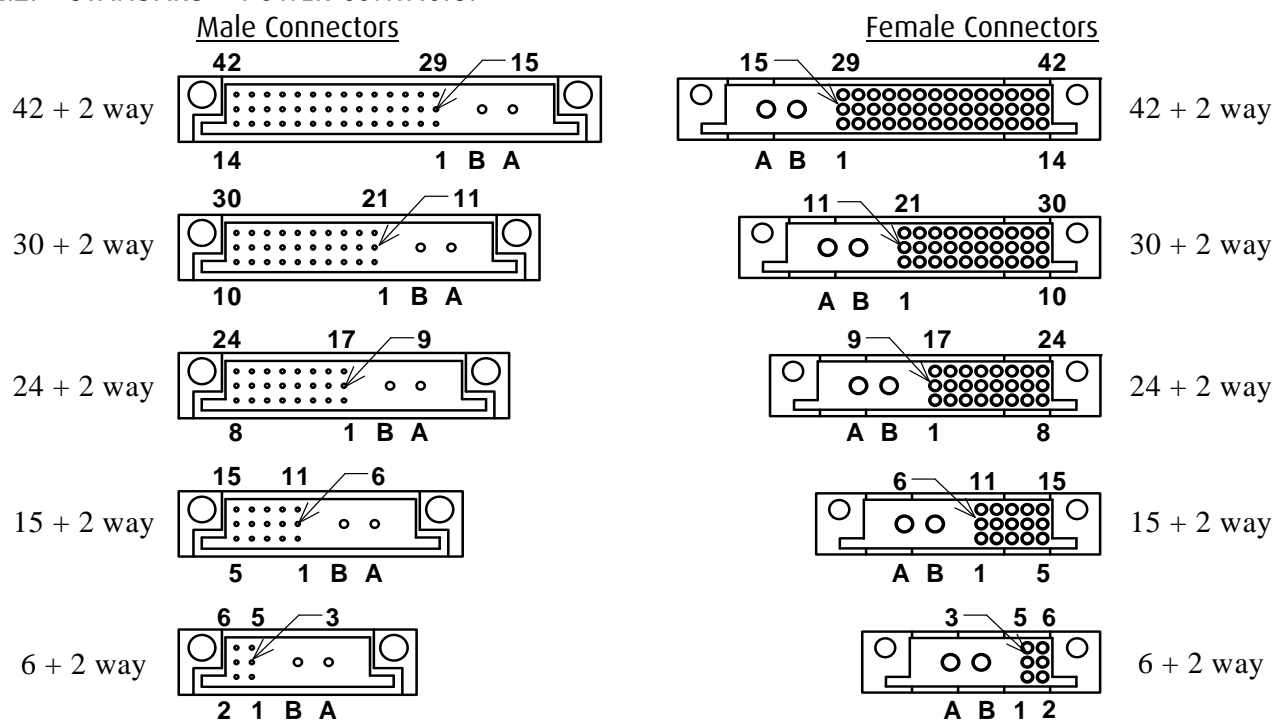 Male Connectors Female Connectors
42 29 15 15 29 42
42 + 2 way 42 + 2 way
14 1 B A A B 1 14
30 21 11 11 21 30
30 + 2 way 30 + 2 way
10 1 B A A B 1 10
24 17 9 9 17 24
24 + 2 way 24 + 2 way
8 1 B A A B 1 8
15 11 6 6 11 15
15 + 2 way 15 + 2 way
5 1 B A A B 1 5
6 5 3 3 5 6
6 + 2 way 6 + 2 way
2 1 B A A B 1 2